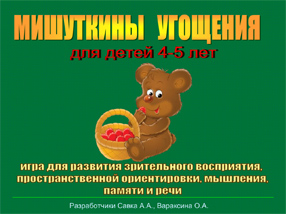 МИШУТКИНЫ УГОЩЕНИЯ
для детей 4-5 лет
игра для развития зрительного восприятия,
пространственной ориентировки, мышления,
памяти и речи
Разработчики Савка А.А., Вараксина О.А.